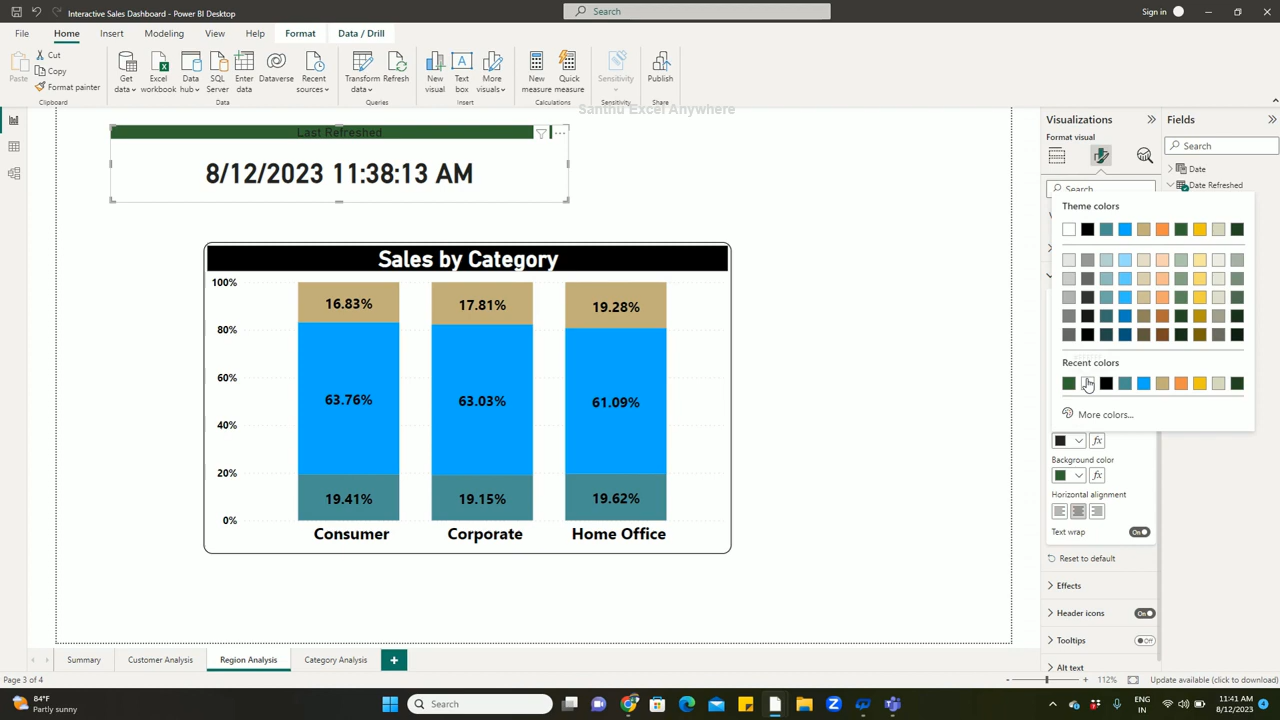 Interactive Sales Dashboard - Power BI Desktop
Search
Sign in
File Home Insert Modeling View Help Format Data / Drill
Paste
Cut
Copy
Format painter
Get data
Excel workbook
Data hub
SQL Server
Enter data
Dataverse
Recent sources
Transform data
Refresh
New visual
Text box
More visuals
New measure
Quick measure
Sensitivity
Publish
Clipboard Data Queries Insert Calculations Sensitivity Share
Santhu Excel Anywhere
Last Refreshed
8/12/2023 11:38:13 AM
Sales by Category
100%
80%
60%
40%
20%
0%
16.83% 17.81% 19.28%
63.76% 63.03% 61.09%
19.41% 19.15% 19.62%
Consumer Corporate Home Office
Visualizations
Format visual
Search
Fields
Search
Date
Date Refreshed
Theme colors
Recent colors
More colors...
fx
Background color
fx
Horizontal alignment
Text wrap On
Reset to default
Effects
Header icons On
Tooltips Off
Alt text
Summary Customer Analysis Region Analysis Category Analysis +
Page 3 of 4
112%
Update available (click to download)
84°F
Partly sunny
Search
ENG
IN
11:41 AM
8/12/2023